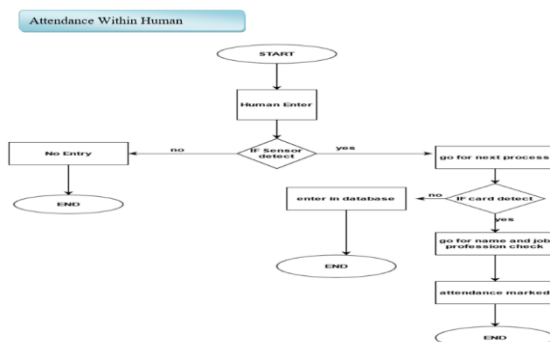 Attendance Within Human
START
Human Enter
IF Sensor
detect
no
yes
No Entry
go for next process
END
enter in database
no
IF card detect
yes
END
go for name and job
profession check
attendance marked
END